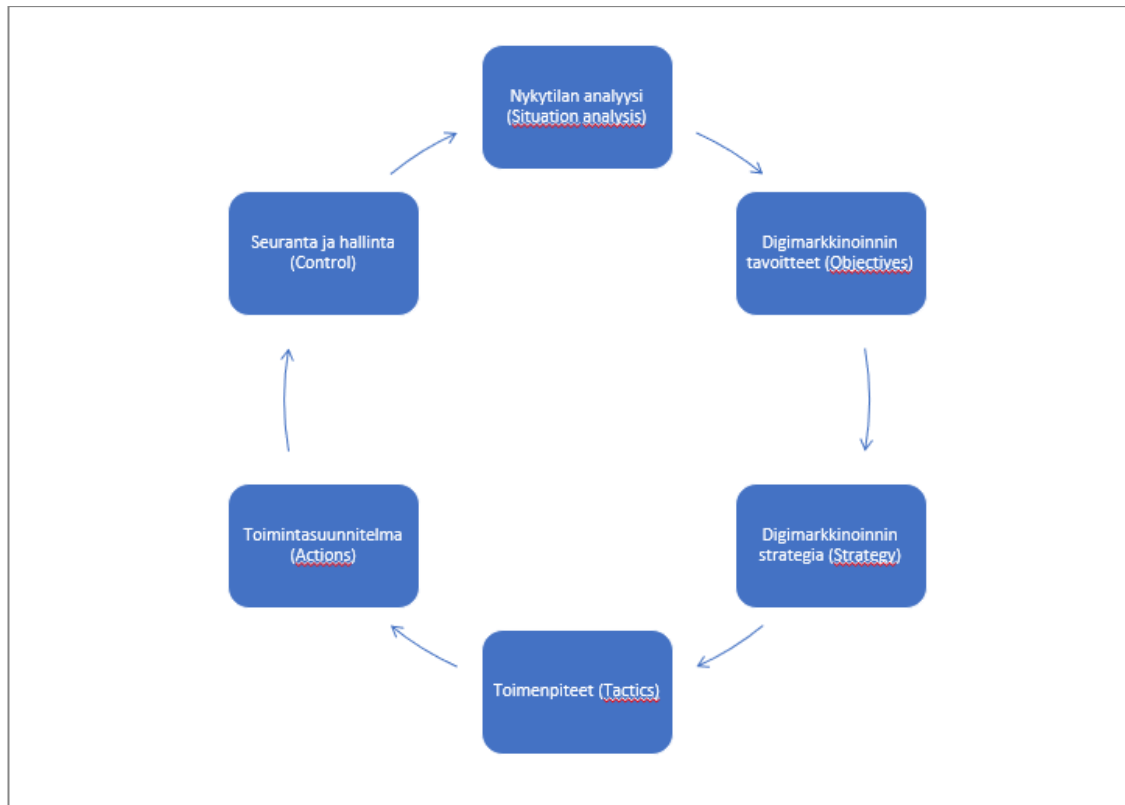 Nykytilan analyysi
(Situation analysis)
Digimarkkinoinnin
tavoitteet (Objectives)
Digimarkkinoinnin
strategia (Strategy)
Toimenpiteet (Tactics)
Toimintasuunnitelma
(Actions)
Seuranta ja hallinta
(Control)